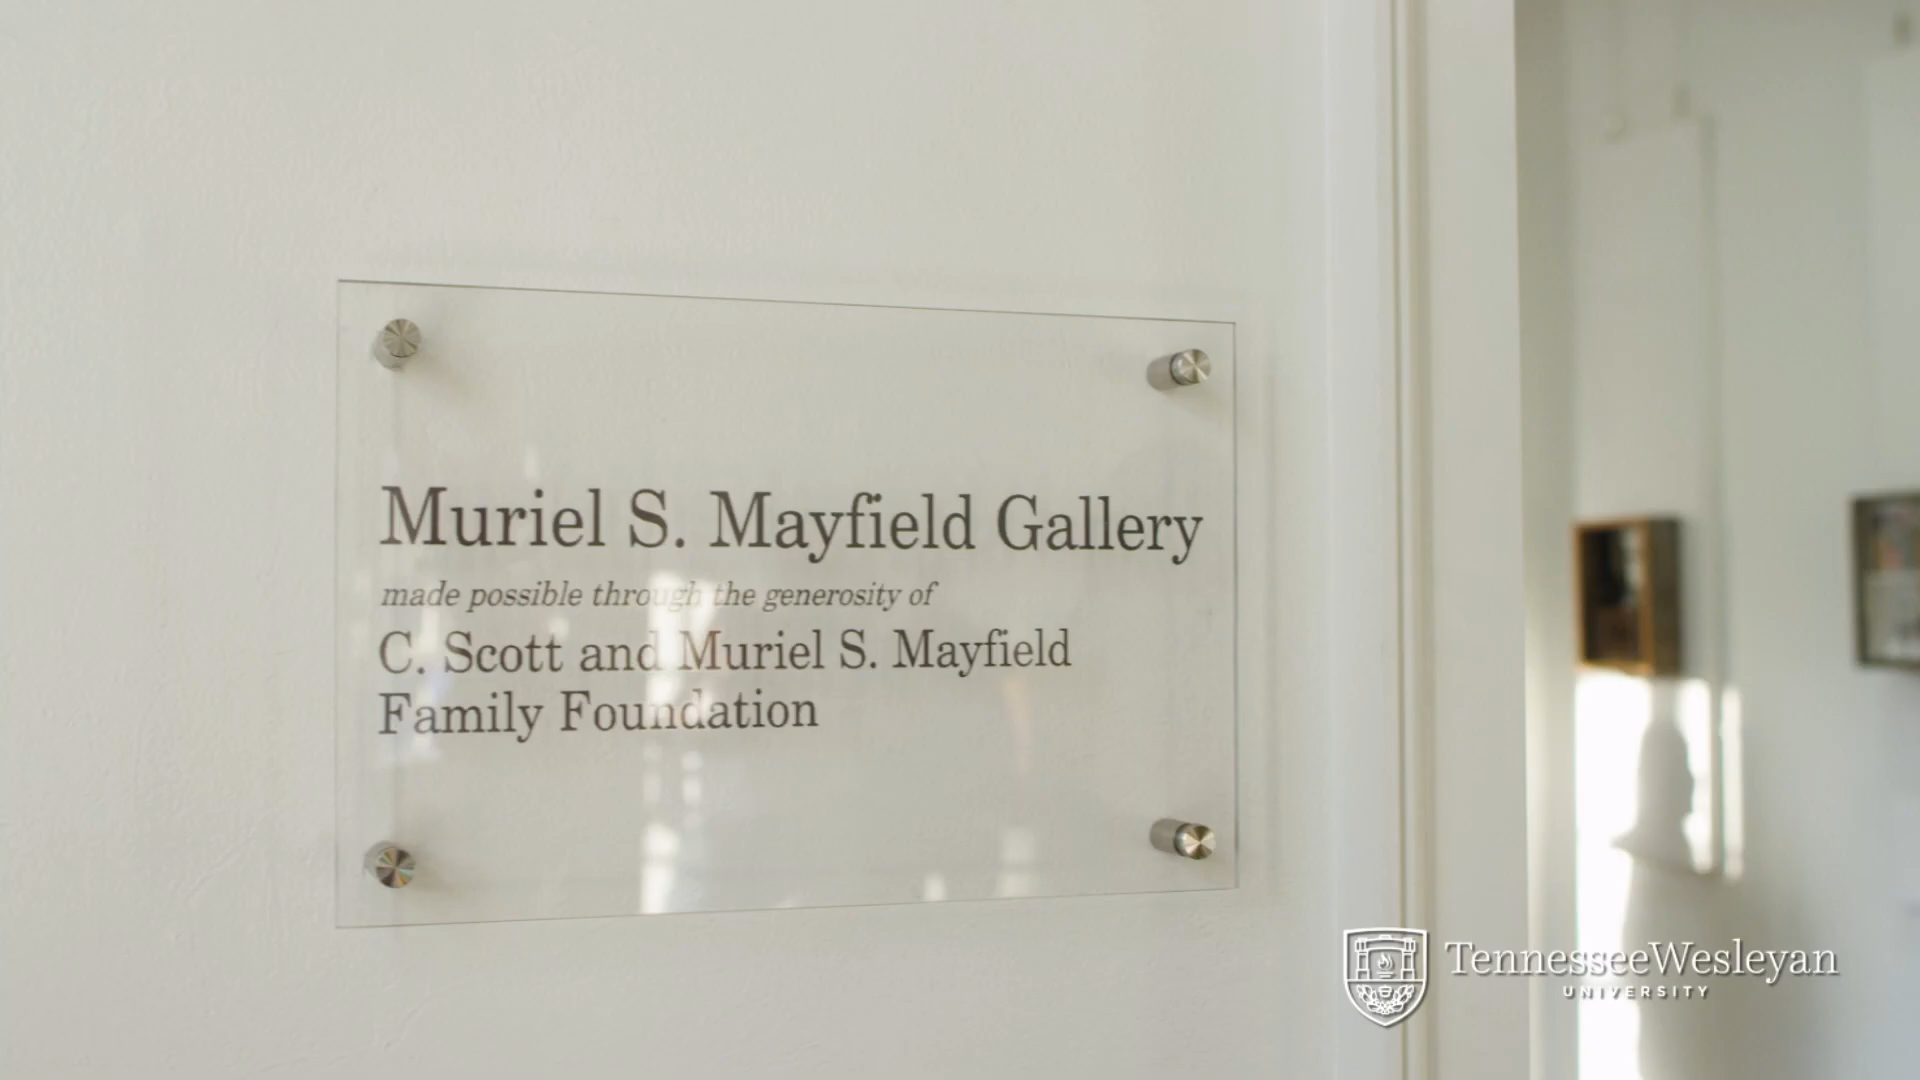 Muriel S. Mayfield Gallery
made possible through the generosity of
C. Scott and Muriel S. Mayfield
Family Foundation
TennesseeWesleyan
UNIVERSITY